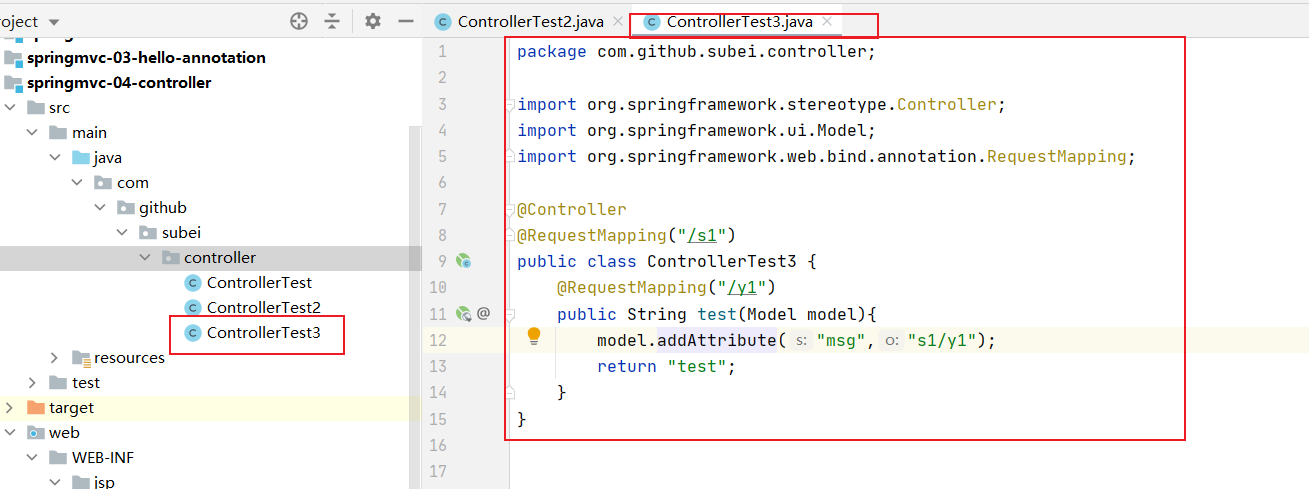 roject
springmvc-03-hello-annotation
springmvc-04-controller
src
main
java
com
github
subei
controller
ControllerTest
ControllerTest2
ControllerTest3
resources
test
target
web
WEB-INF
jsp
ControllerTest2.java
ControllerTest3.java
1 package com.github.subei.controller;
2
3 import org.springframework.stereotype.Controller;
4 import org.springframework.ui.Model;
5 import org.springframework.web.bind.annotation.RequestMapping;
6
7 @Controller
8 @RequestMapping("/s1")
9 public class ControllerTest3 {
10 @RequestMapping("/y1")
11 @ public String test(Model model){
12 model.addAttribute( s: "msg", o: "s1/y1");
13 return "test";
14 }
15 }
16
17